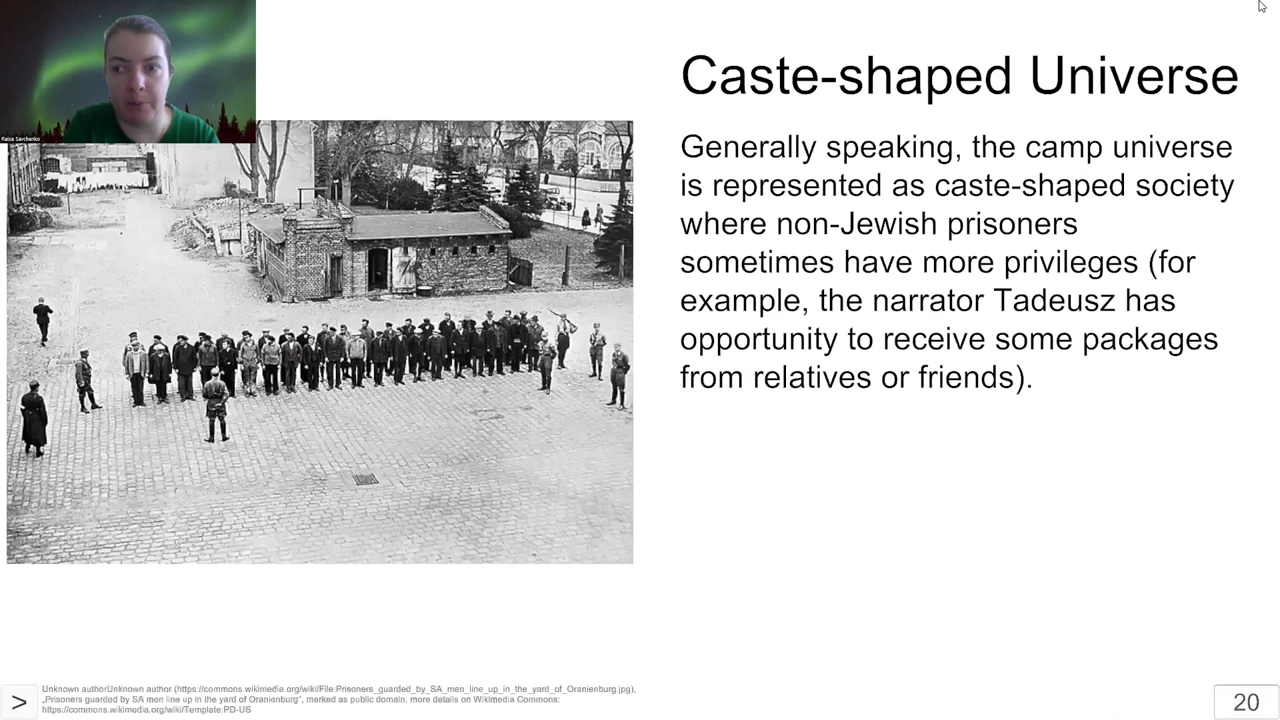 Raisa Savchenko
Caste-shaped Universe
Generally speaking, the camp universe
is represented as caste-shaped society
where non-Jewish prisoners
sometimes have more privileges (for
example, the narrator Tadeusz has
opportunity to receive some packages
from relatives or friends).
>
Unknown authorUnknown author (https://commons.wikimedia.org/wiki/File:Prisoners_guarded_by_SA_men_line_up_in_the_yard_of_Oranienburg.jpg),
„Prisoners guarded by SA men line up in the yard of Oranienburg“, marked as public domain, more details on Wikimedia Commons:
https://commons.wikimedia.org/wiki/Template:PD-US
20